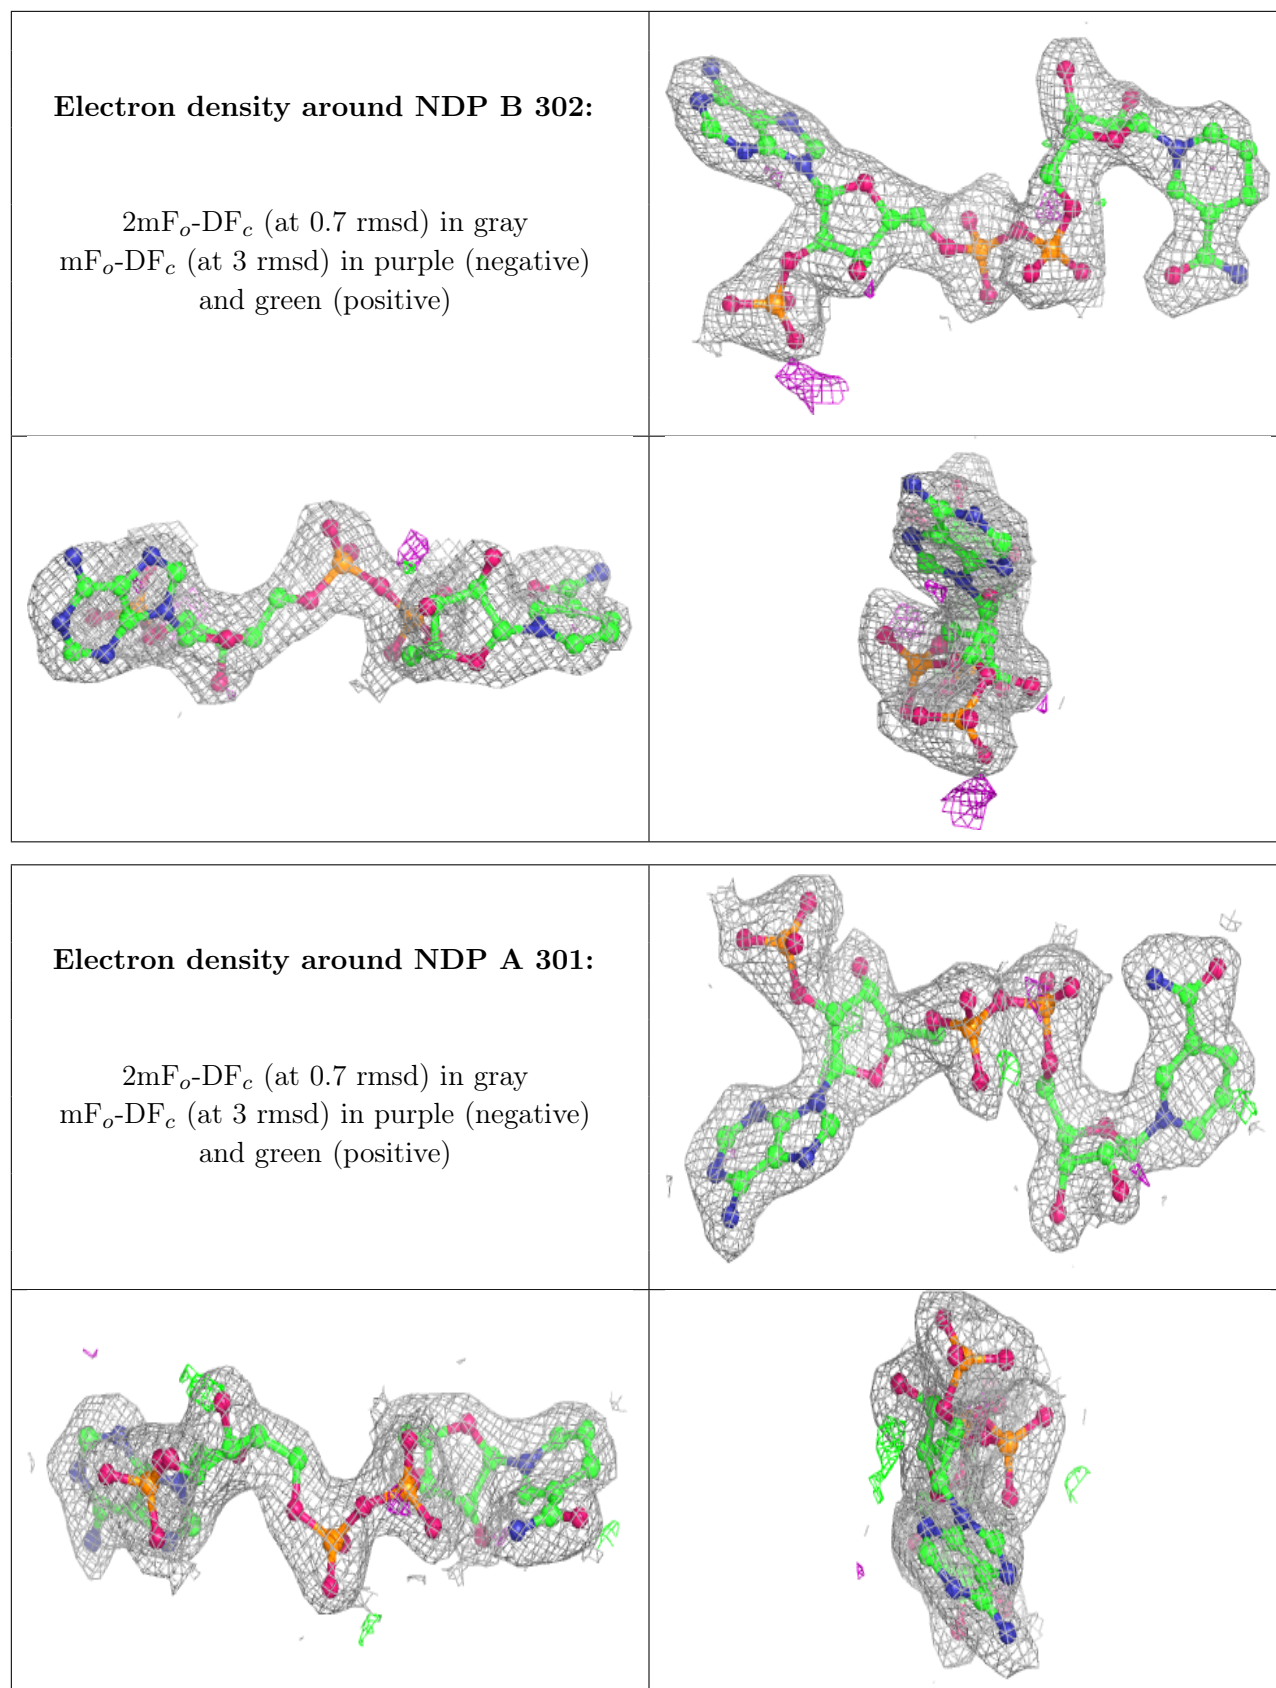 Electron density around NDP B 302:
2mFo-DFc (at 0.7 rmsd) in gray
mFo-DFc (at 3 rmsd) in purple (negative)
and green (positive)
Electron density around NDP A 301:
2mFo-DFc (at 0.7 rmsd) in gray
mFo-DFc (at 3 rmsd) in purple (negative)
and green (positive)